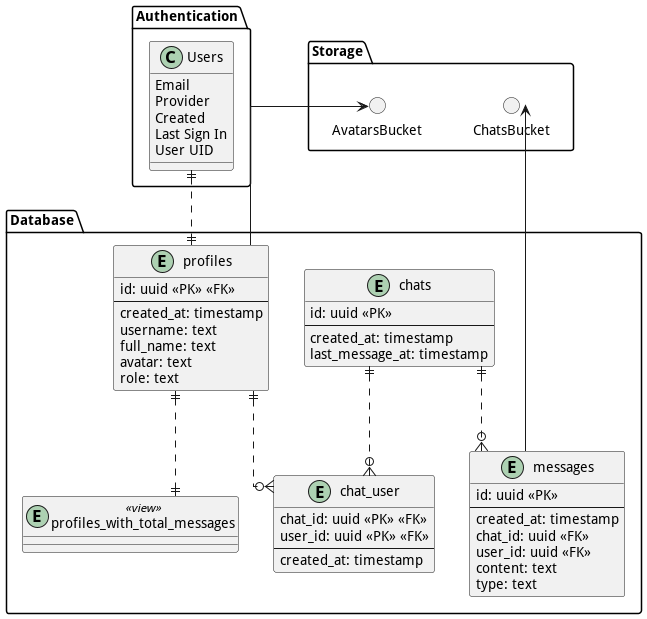 Authentication
C Users
Email
Provider
Created
Last Sign In
User UID
Storage
AvatarsBucket
ChatsBucket
Database
E profiles
id: uuid «PK» «FK»
created_at: timestamp
username: text
full_name: text
avatar: text
role: text
E chats
id: uuid «PK»
created_at: timestamp
last_message_at: timestamp
E «view»
profiles_with_total_messages
E chat_user
chat_id: uuid «PK» «FK»
user_id: uuid «PK» «FK»
created_at: timestamp
E messages
id: uuid «PK»
created_at: timestamp
chat_id: uuid «FK»
user_id: uuid «FK»
content: text
type: text